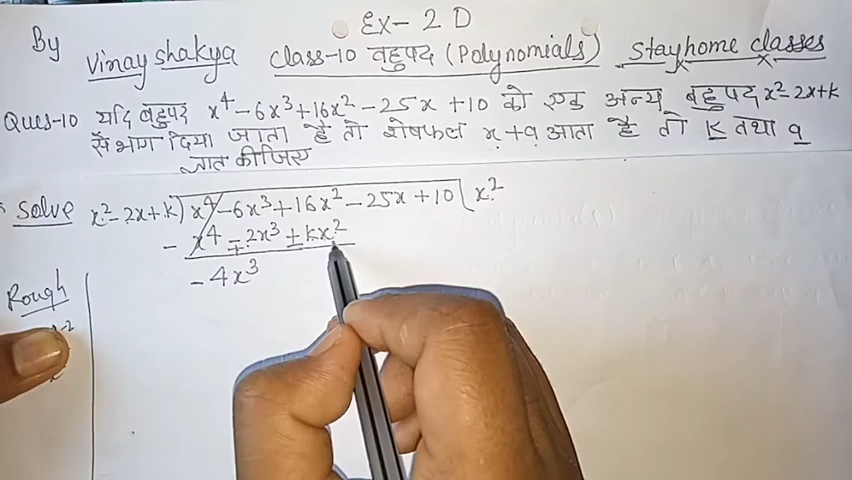 Ex- 2 D
By Vinay shakya Class-10 बहुपद (Polynomials) Stayhome classes
Ques-10 यदि बहुपद x⁴-6x³+16x²-25x+10 को एक अन्य बहुपद x²-2x+k
से भाग दिया जाता है तो शेषफल x+a आता है तो k तथा a
ज्ञात कीजिए
Solve x²-2x+k) x⁴-6x³+16x²-25x+10 ( x²
- x⁴ -2x³ +kx²
+ -
-4x³
Rough